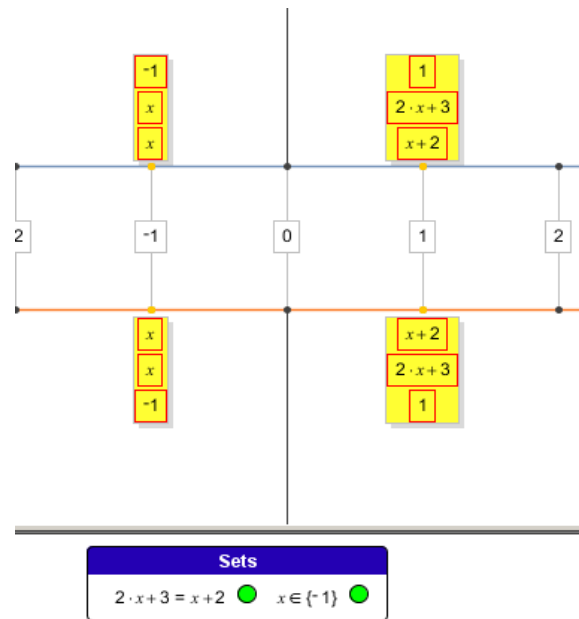 -1 1
x 2·x+3
x x+2
2 -1 0 1 2
x x+2
x 2·x+3
-1 1
Sets
2·x+3 = x+2 x∈{-1}